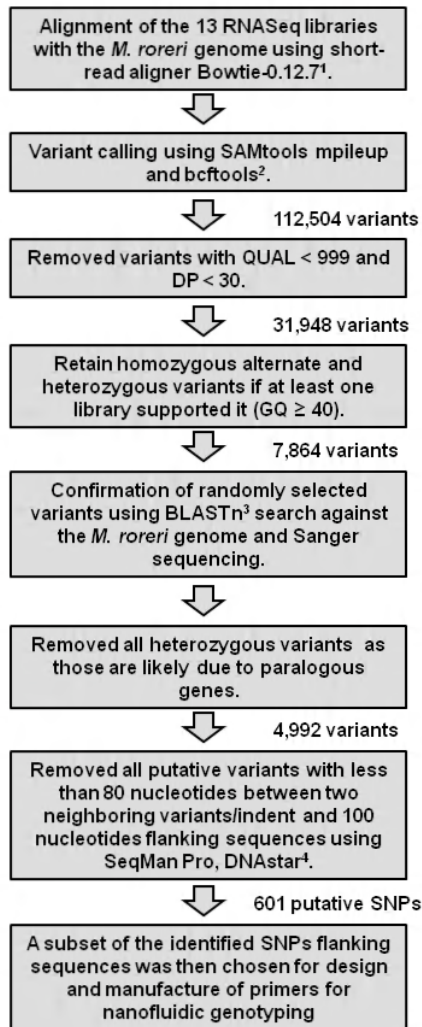 Alignment of the 13 RNASeq libraries
with the M. roreri genome using short-
read aligner Bowtie-0.12.7¹.
Variant calling using SAMtools mpileup
and bcftools².
112,504 variants
Removed variants with QUAL < 999 and
DP < 30.
31,948 variants
Retain homozygous alternate and
heterozygous variants if at least one
library supported it (GQ ≥ 40).
7,864 variants
Confirmation of randomly selected
variants using BLASTn³ search against
the M. roreri genome and Sanger
sequencing.
Removed all heterozygous variants as
those are likely due to paralogous
genes.
4,992 variants
Removed all putative variants with less
than 80 nucleotides between two
neighboring variants/indent and 100
nucleotides flanking sequences using
SeqMan Pro, DNAstar⁴.
601 putative SNPs
A subset of the identified SNPs flanking
sequences was then chosen for design
and manufacture of primers for
nanofluidic genotyping